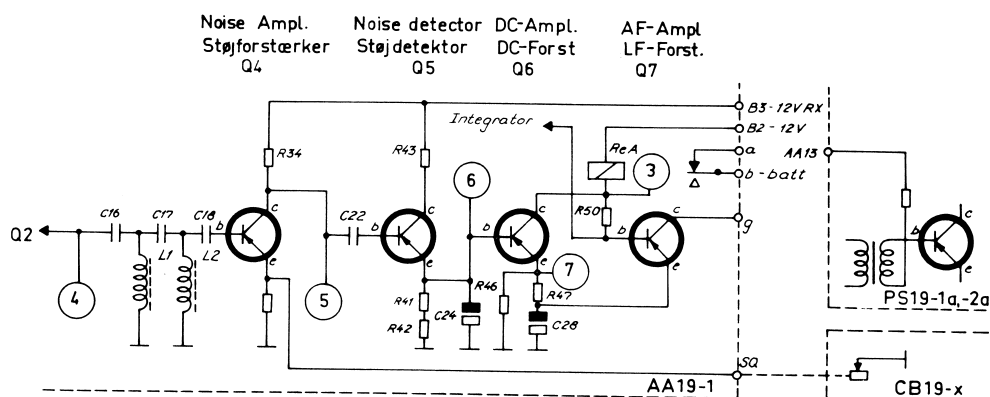 Noise Ampl.
Støjforstærker
Q4
Noise detector
Støjdetektor
Q5
DC-Ampl.
DC-Forst
Q6
AF-Ampl
LF-Forst.
Q7
B3-12V RX
Integrator
B2-12V
R34
R43
ReA
a
AA13
b-batt
6
3
C16
C17
C18
c
C22
c
c
R50
c
g
c
Q2
b
b
b
b
b
L1
L2
e
e
e
e
e
4
5
R46
7
R41
R47
R42
C24
C28
PS19-1a,-2a
SQ
AA19-1
CB19-x